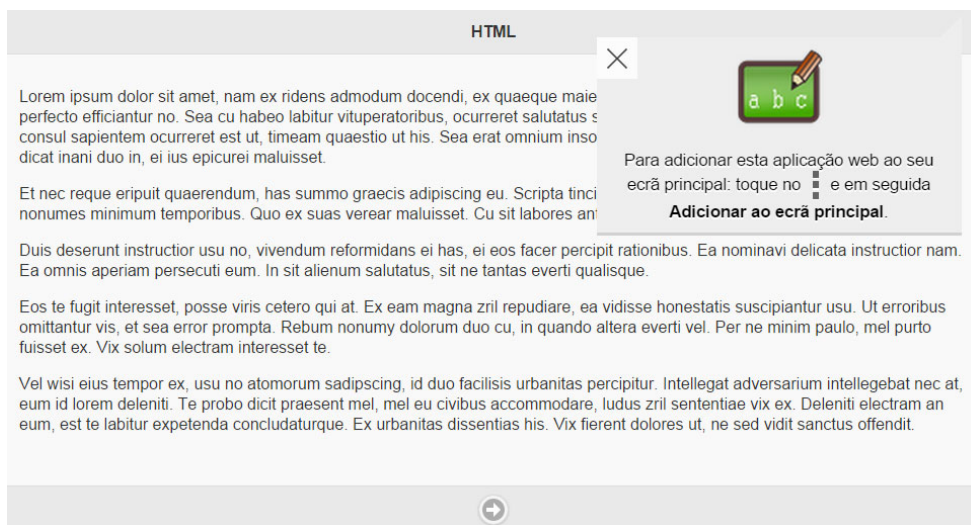 HTML
Lorem ipsum dolor sit amet, nam ex ridens admodum docendi, ex quaeque
perfecto efficiantur no. Sea cu habeo labitur vituperatoribus, ocurreret salutatus
consul sapientem ocurreret est ut, timeam quaestio ut his. Sea erat omnium
dicat inani duo in, ei ius epicurei maluisset.
Et nec reque eripuit quaerendum, has summo graecis adipiscing eu. Scripta
nonumes minimum temporibus. Quo ex suas verear maluisset. Cu sit labores
Duis deserunt instructior usu no, vivendum reformidans ei has, ei eos facer percipit rationibus. Ea nominavi delicata instructior nam.
Ea omnis aperiam persecuti eum. In sit alienum salutatus, sit ne tantas everti qualisque.
Eos te fugit interesset, posse viris cetero qui at. Ex eam magna zril repudiare, ea vidisse honestatis suscipiantur usu. Ut erroribus
omittantur vis, et sea error prompta. Rebum nonumy dolorum duo cu, in quando altera everti vel. Per ne minim paulo, mel purto
fuisset ex. Vix solum electram interesset te.
Vel wisi eius tempor ex, usu no atomorum sadipscing, id duo facilisis urbanitas percipitur. Intellegat adversarium intellegebat nec at,
eum id lorem deleniti. Te probo dicit praesent mel, mel eu civibus accommodare, ludus zril sententiae vix ex. Deleniti electram an
eum, est te labitur expetenda concludaturque. Ex urbanitas dissentias his. Vix fierent dolores ut, ne sed vidit sanctus offendit.
a b c
Para adicionar esta aplicação web ao seu
ecrã principal: toque no e em seguida
Adicionar ao ecrã principal.